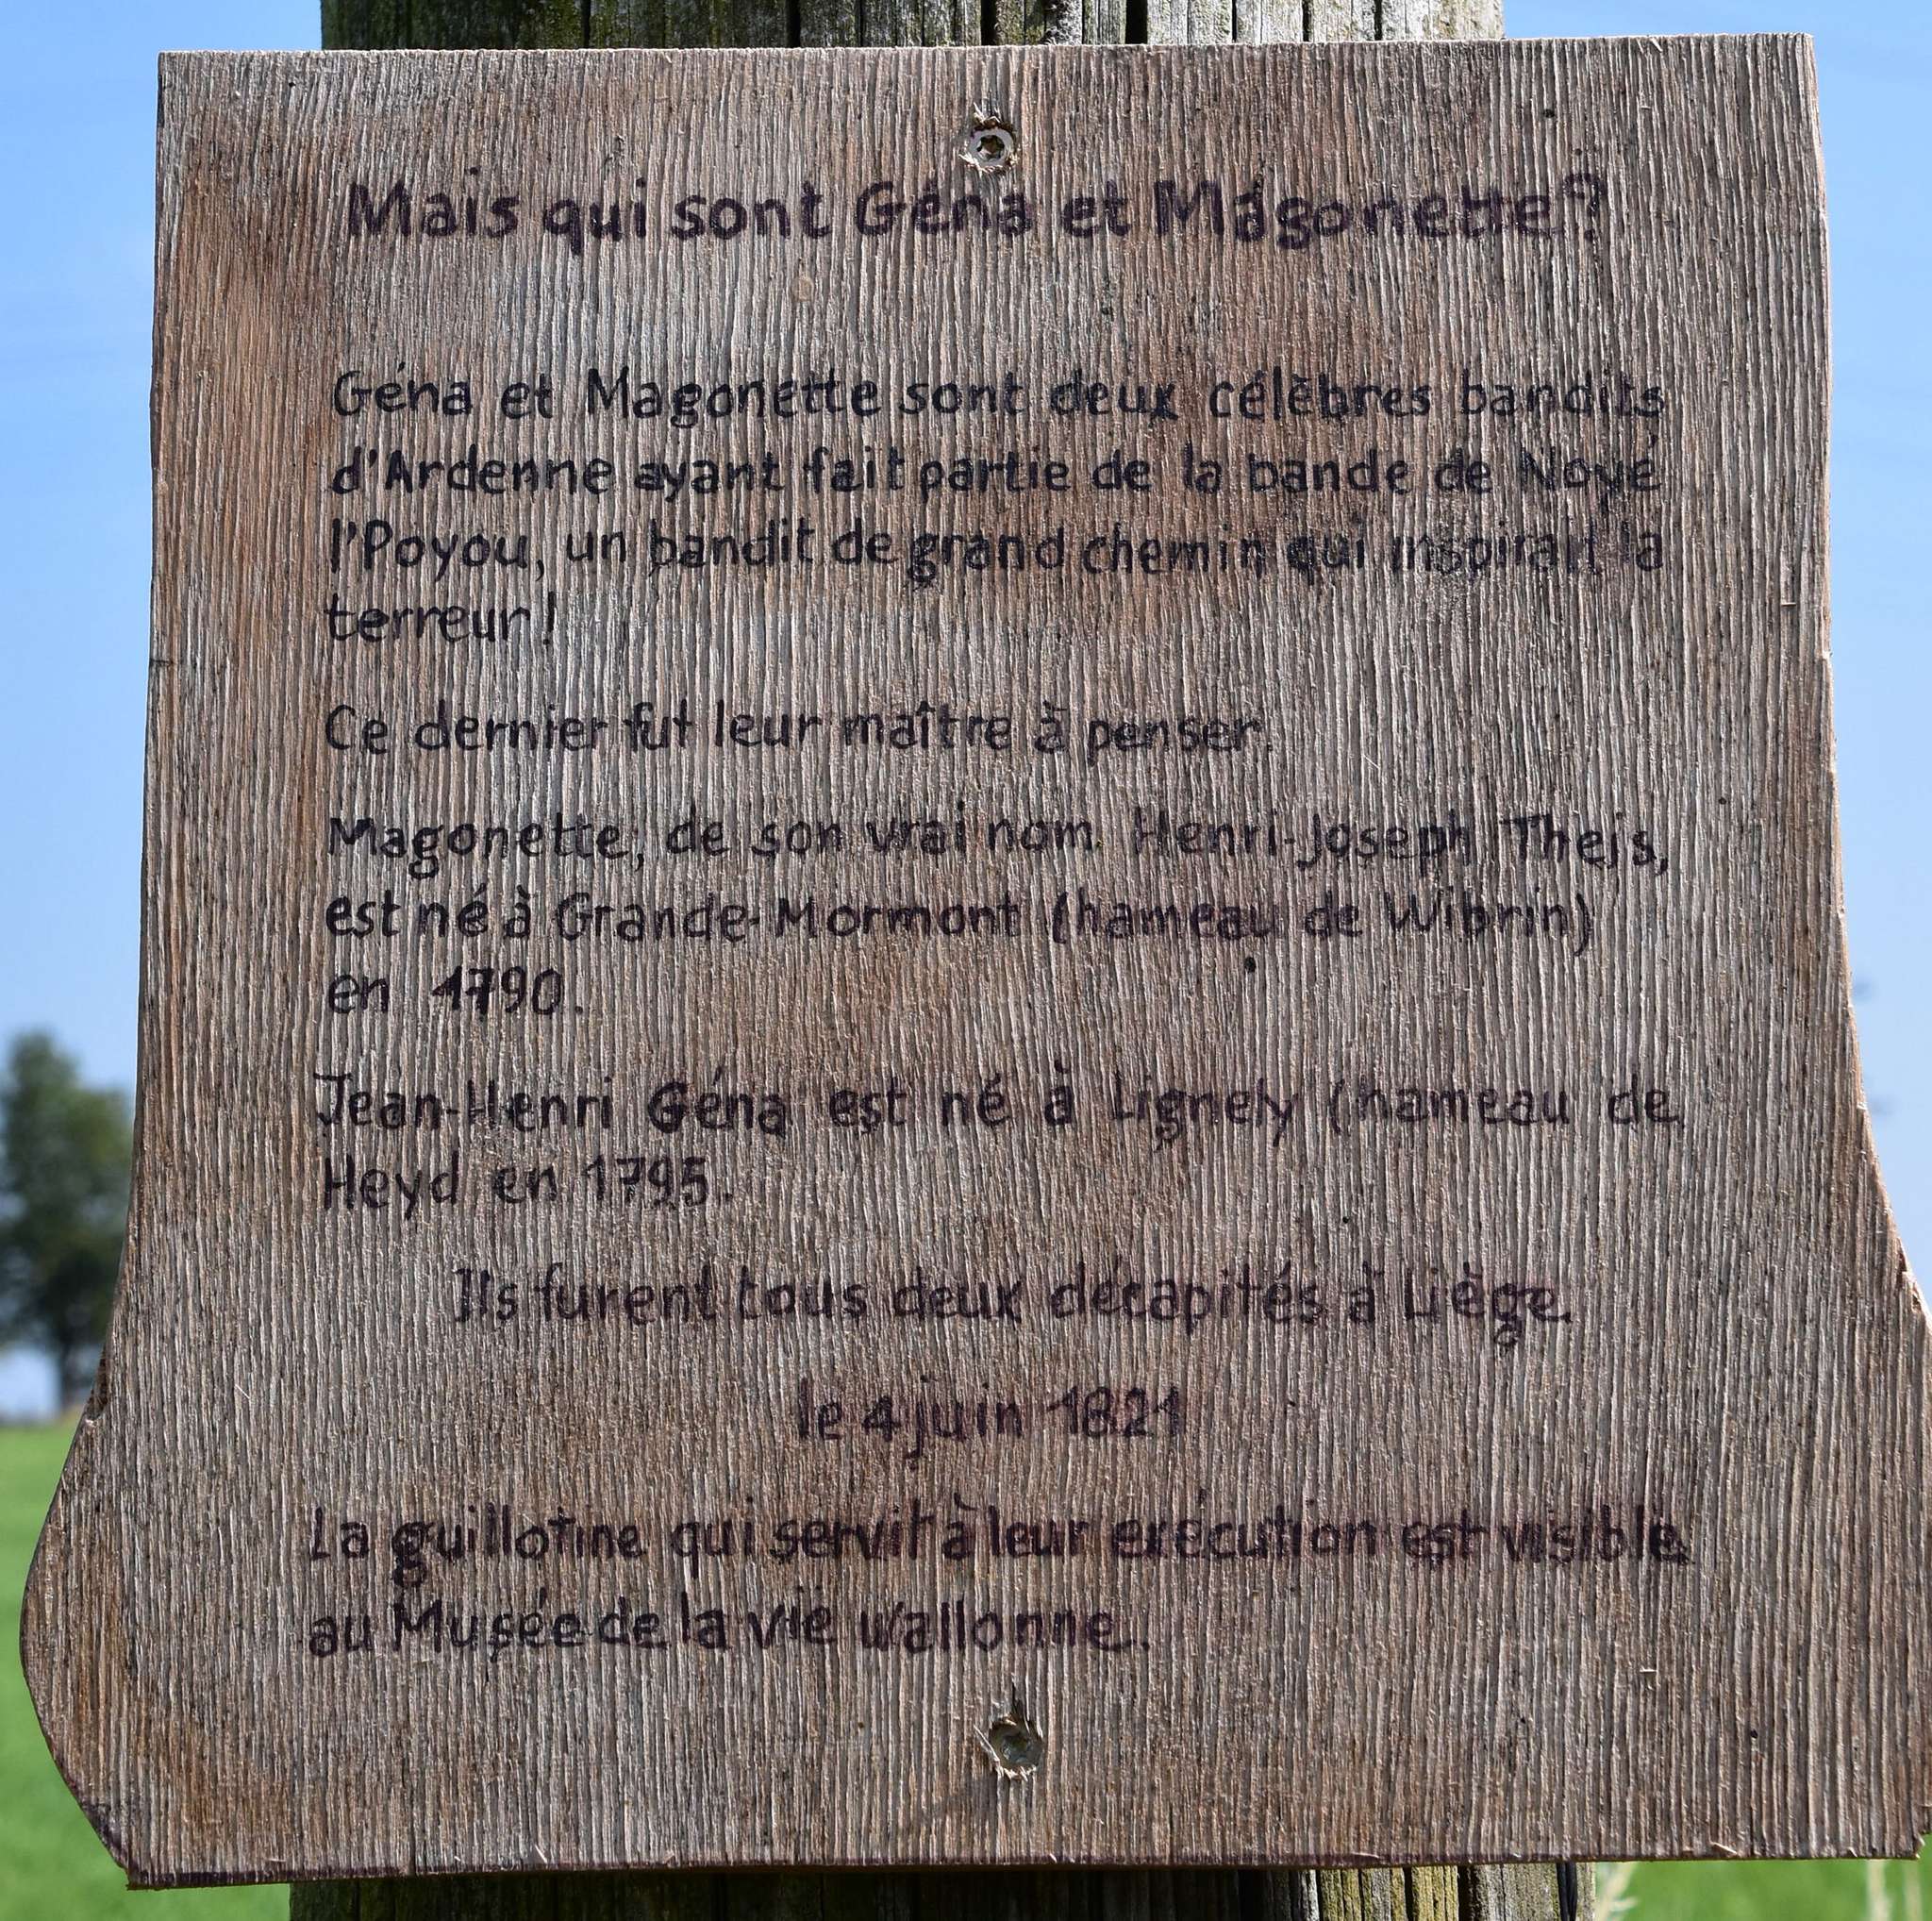 Mais qui sont Géna et Magonette?
Géna et Magonette sont deux célèbres bandits
d'Ardenne ayant fait partie de la bande de Noyé
l'Poyou, un bandit de grand chemin qui inspirait la
terreur!
Ce dernier fut leur maître à penser.
Magonette, de son vrai nom Henri-Joseph Thejs,
est né à Grande-Mormont (hameau de Wibrin)
en 1790.
Jean-Henri Géna est né à Lignely (hameau de
Heyd en 1795.
Ils furent tous deux décapités à Liège
le 4 juin 1821
La guillotine qui servit à leur exécution est visible
au Musée de la vie wallonne.